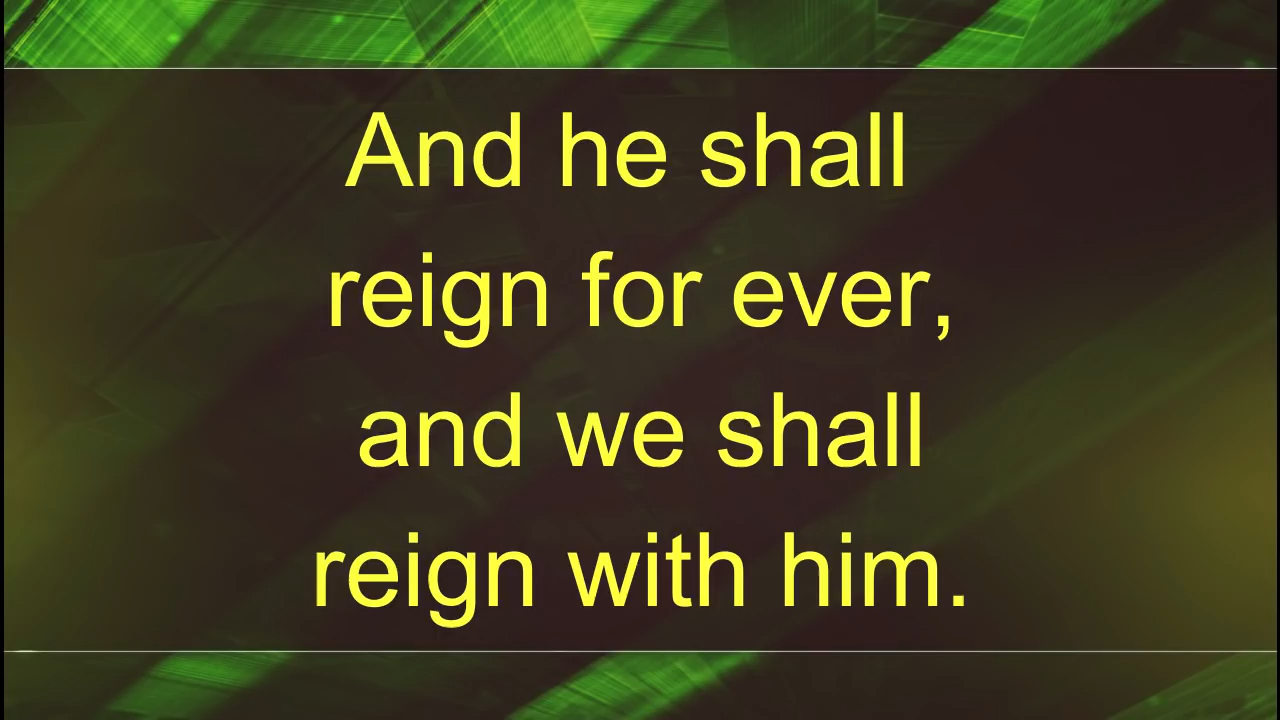 And he shall
reign for ever,
and we shall
reign with him.